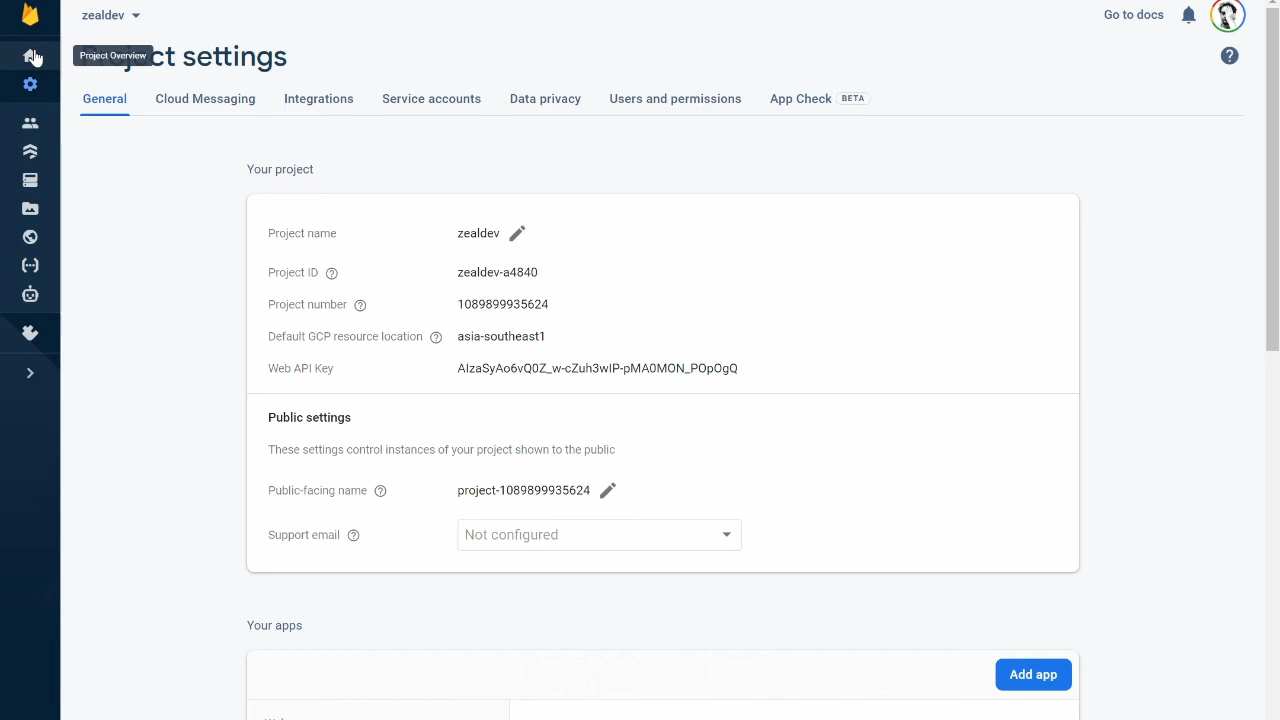 zealdev
Go to docs
Project Overview
Project settings
General
Cloud Messaging
Integrations
Service accounts
Data privacy
Users and permissions
App Check BETA
Your project
Project name
zealdev
Project ID
zealdev-a4840
Project number
1089899935624
Default GCP resource location
asia-southeast1
Web API Key
AIzaSyAo6vQ0Z_w-cZuh3wIP-pMA0MON_POpOgQ
Public settings
These settings control instances of your project shown to the public
Public-facing name
project-1089899935624
Support email
Not configured
Your apps
Add app